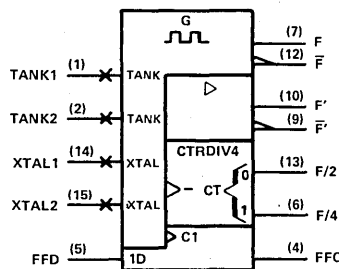 G
(7) F
(12) F̅
TANK1 (1) TANK
TANK2 (2) TANK
(10) F'
(9) F̅'
XTAL1 (14) XTAL
CTRDIV4
XTAL2 (15) XTAL
CT 0 (13) F/2
1 (6) F/4
C1
FFD (5) 1D
(4) FFQ